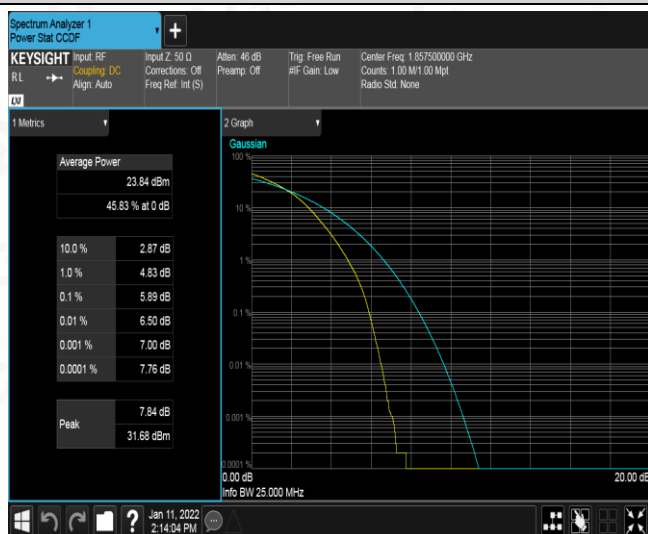 Spectrum Analyzer 1
Power Stat CCDF
+
KEYSIGHT
RL
LXI
Input: RF
Coupling: DC
Align: Auto
Input Z: 50 Ω
Corrections: Off
Freq Ref: Int (S)
Atten: 46 dB
Preamp: Off
Trig: Free Run
#IF Gain: Low
Center Freq: 1.857500000 GHz
Counts: 1.00 M/1.00 Mpt
Radio Std: None
1 Metrics
Average Power
23.84 dBm
45.83 % at 0 dB
10.0 % 2.87 dB
1.0 % 4.83 dB
0.1 % 5.89 dB
0.01 % 6.50 dB
0.001 % 7.00 dB
0.0001 % 7.76 dB
Peak
7.84 dB
31.68 dBm
2 Graph
Gaussian
100 %
10 %
1 %
0.1 %
0.01 %
0.001 %
0.0001 %
0.00 dB 20.00 dB
Info BW 25.000 MHz
?
Jan 11, 2022
2:14:04 PM